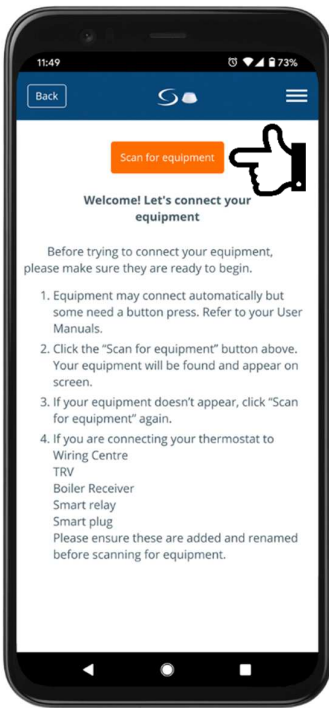 11:49
73%
Back
Scan for equipment
Welcome! Let's connect your
equipment
Before trying to connect your equipment,
please make sure they are ready to begin.
1. Equipment may connect automatically but
some need a button press. Refer to your User
Manuals.
2. Click the “Scan for equipment” button above.
Your equipment will be found and appear on
screen.
3. If your equipment doesn’t appear, click “Scan
for equipment” again.
4. If you are connecting your thermostat to
Wiring Centre
TRV
Boiler Receiver
Smart relay
Smart plug
Please ensure these are added and renamed
before scanning for equipment.